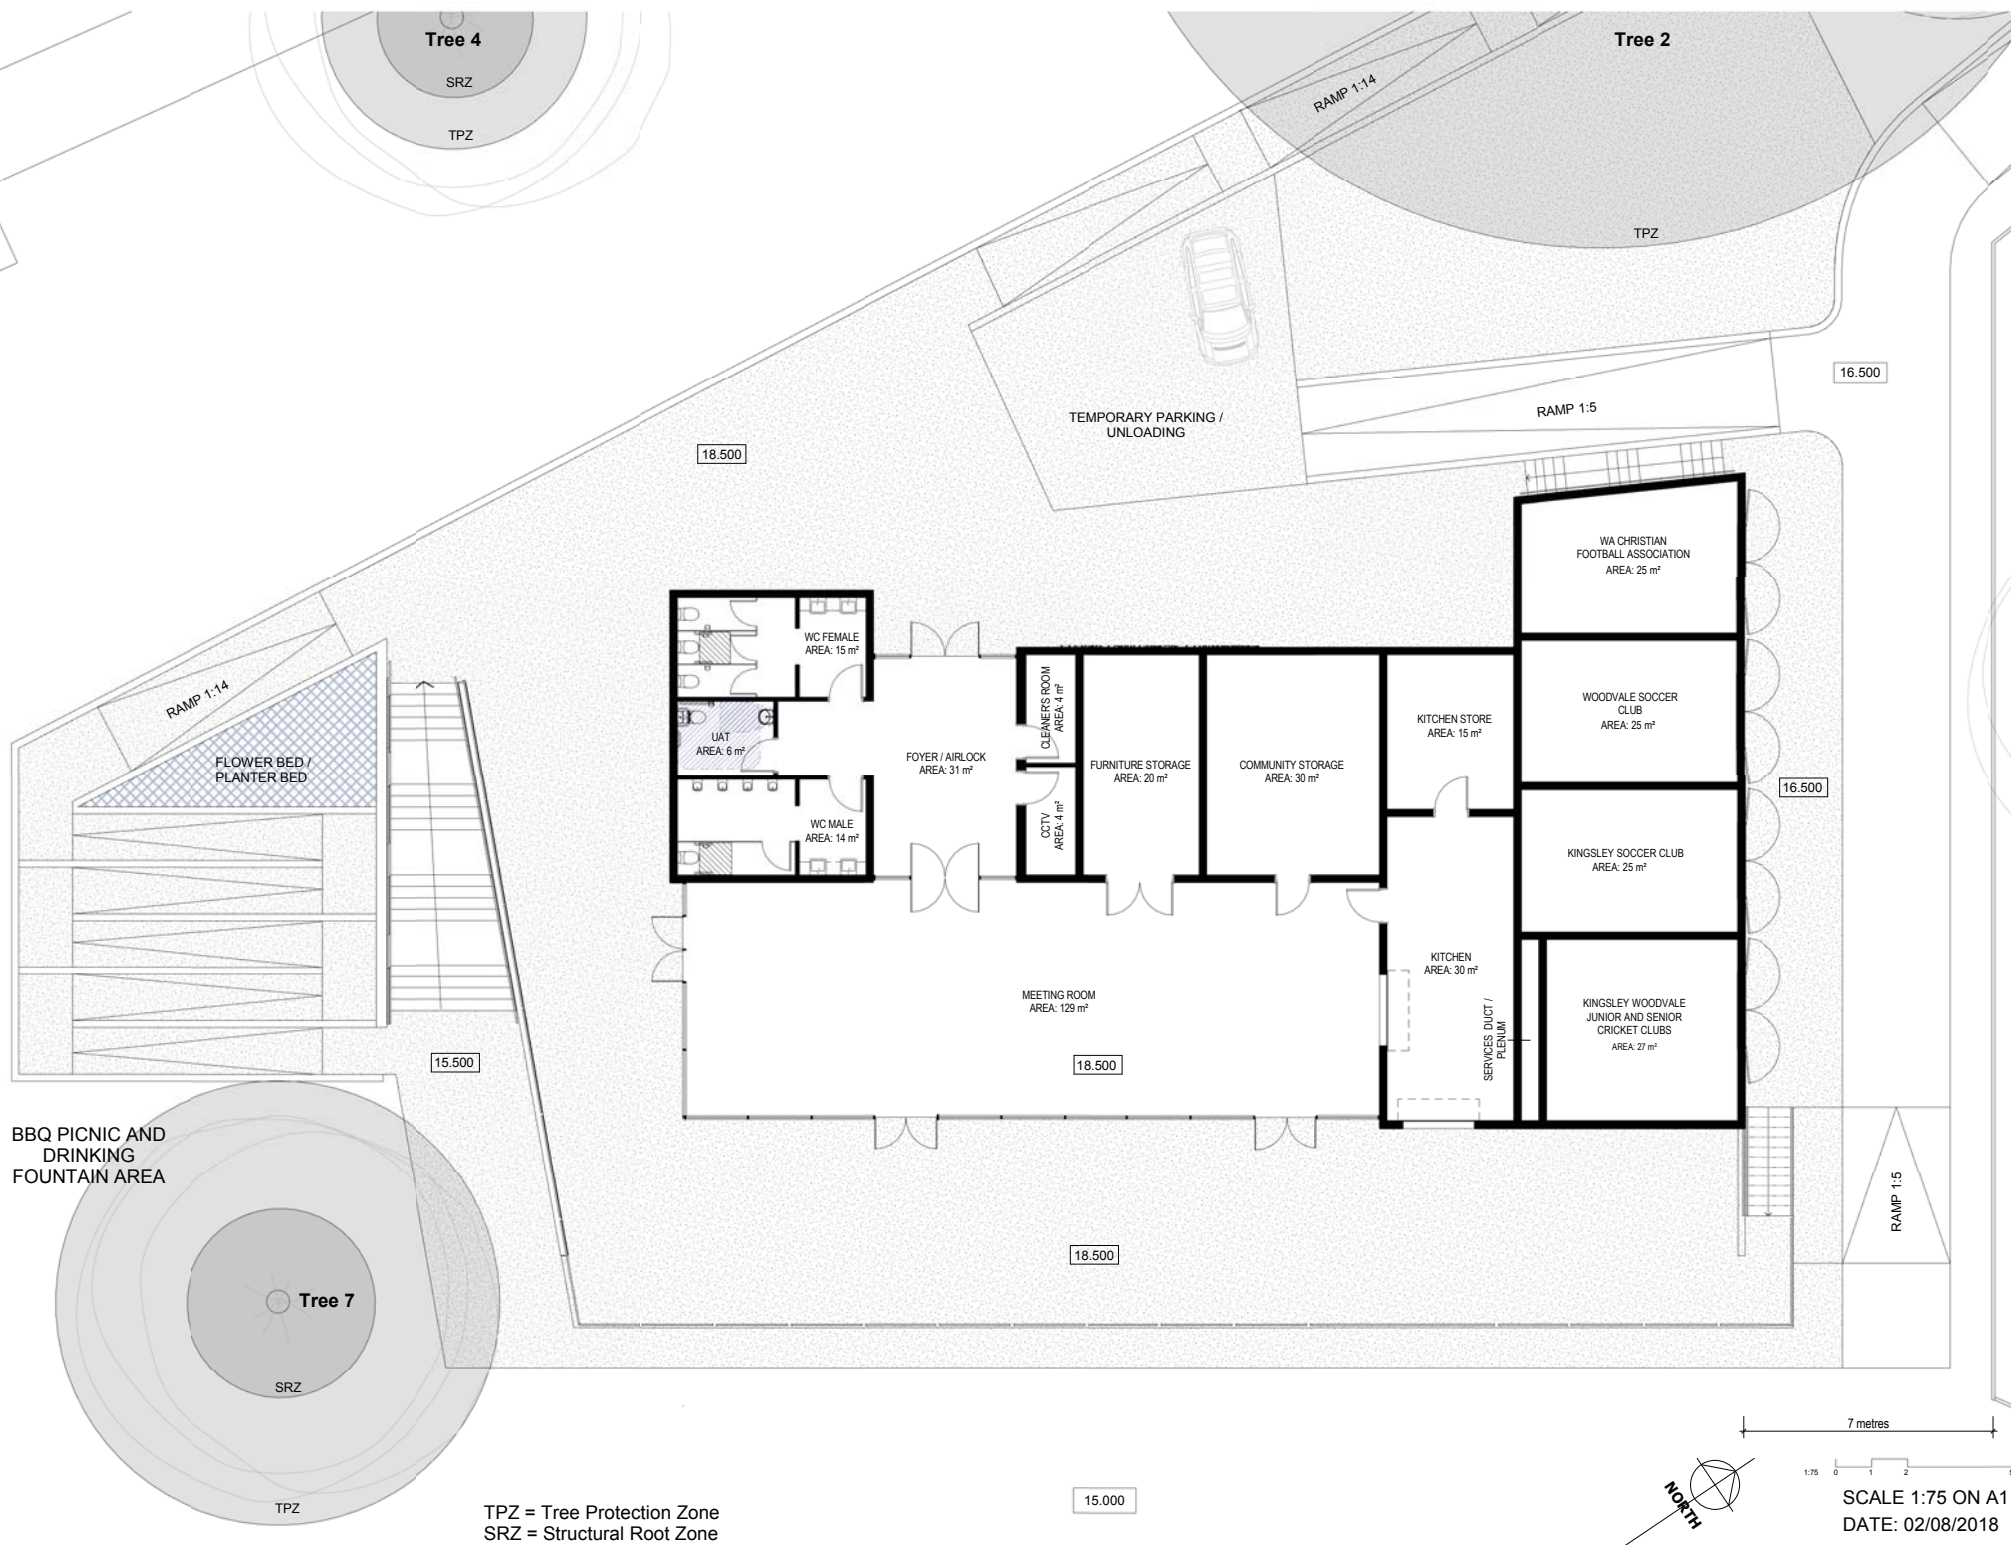 Tree 4
SRZ
TPZ
Tree 2
RAMP 1:14
TPZ
16.500
RAMP 1:5
TEMPORARY PARKING /
UNLOADING
18.500
WA CHRISTIAN
FOOTBALL ASSOCIATION
AREA: 25 m²
WC FEMALE
AREA: 15 m²
CLEANER'S ROOM
AREA: 4 m²
RAMP 1:14
WOODVALE SOCCER
CLUB
AREA: 25 m²
KITCHEN STORE
AREA: 15 m²
UAT
AREA: 6 m²
FOYER / AIRLOCK
AREA: 31 m²
FURNITURE STORAGE
AREA: 20 m²
COMMUNITY STORAGE
AREA: 30 m²
FLOWER BED /
PLANTER BED
16.500
CCTV
AREA: 4 m²
WC MALE
AREA: 14 m²
KINGSLEY SOCCER CLUB
AREA: 25 m²
KITCHEN
AREA: 30 m²
MEETING ROOM
AREA: 129 m²
SERVICES DUCT /
PLENUM
KINGSLEY WOODVALE
JUNIOR AND SENIOR
CRICKET CLUBS
AREA: 27 m²
15.500
18.500
BBQ PICNIC AND
DRINKING
FOUNTAIN AREA
RAMP 1:5
18.500
Tree 7
SRZ
TPZ
7 metres
1:75 0 1 2
NORTH
15.000
TPZ = Tree Protection Zone
SRZ = Structural Root Zone
SCALE 1:75 ON A1
DATE: 02/08/2018